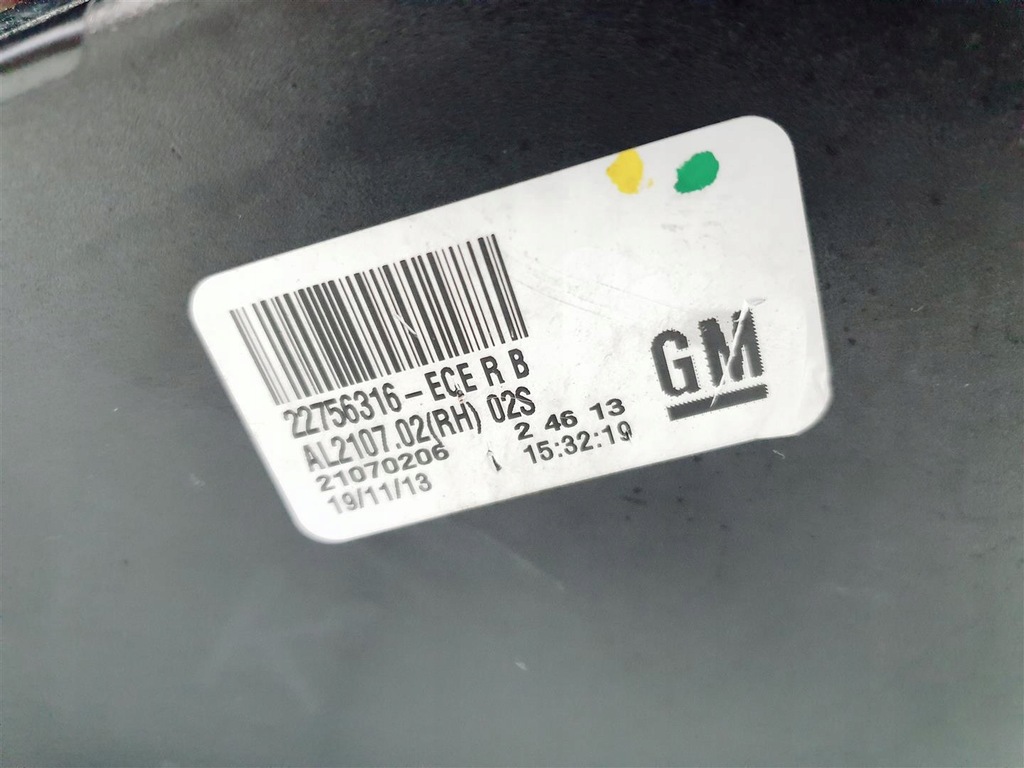 22756316-ECE R B
AL2107.02(RH) 02S
21070206 2 46 13
19/11/13 15:32:19
GM